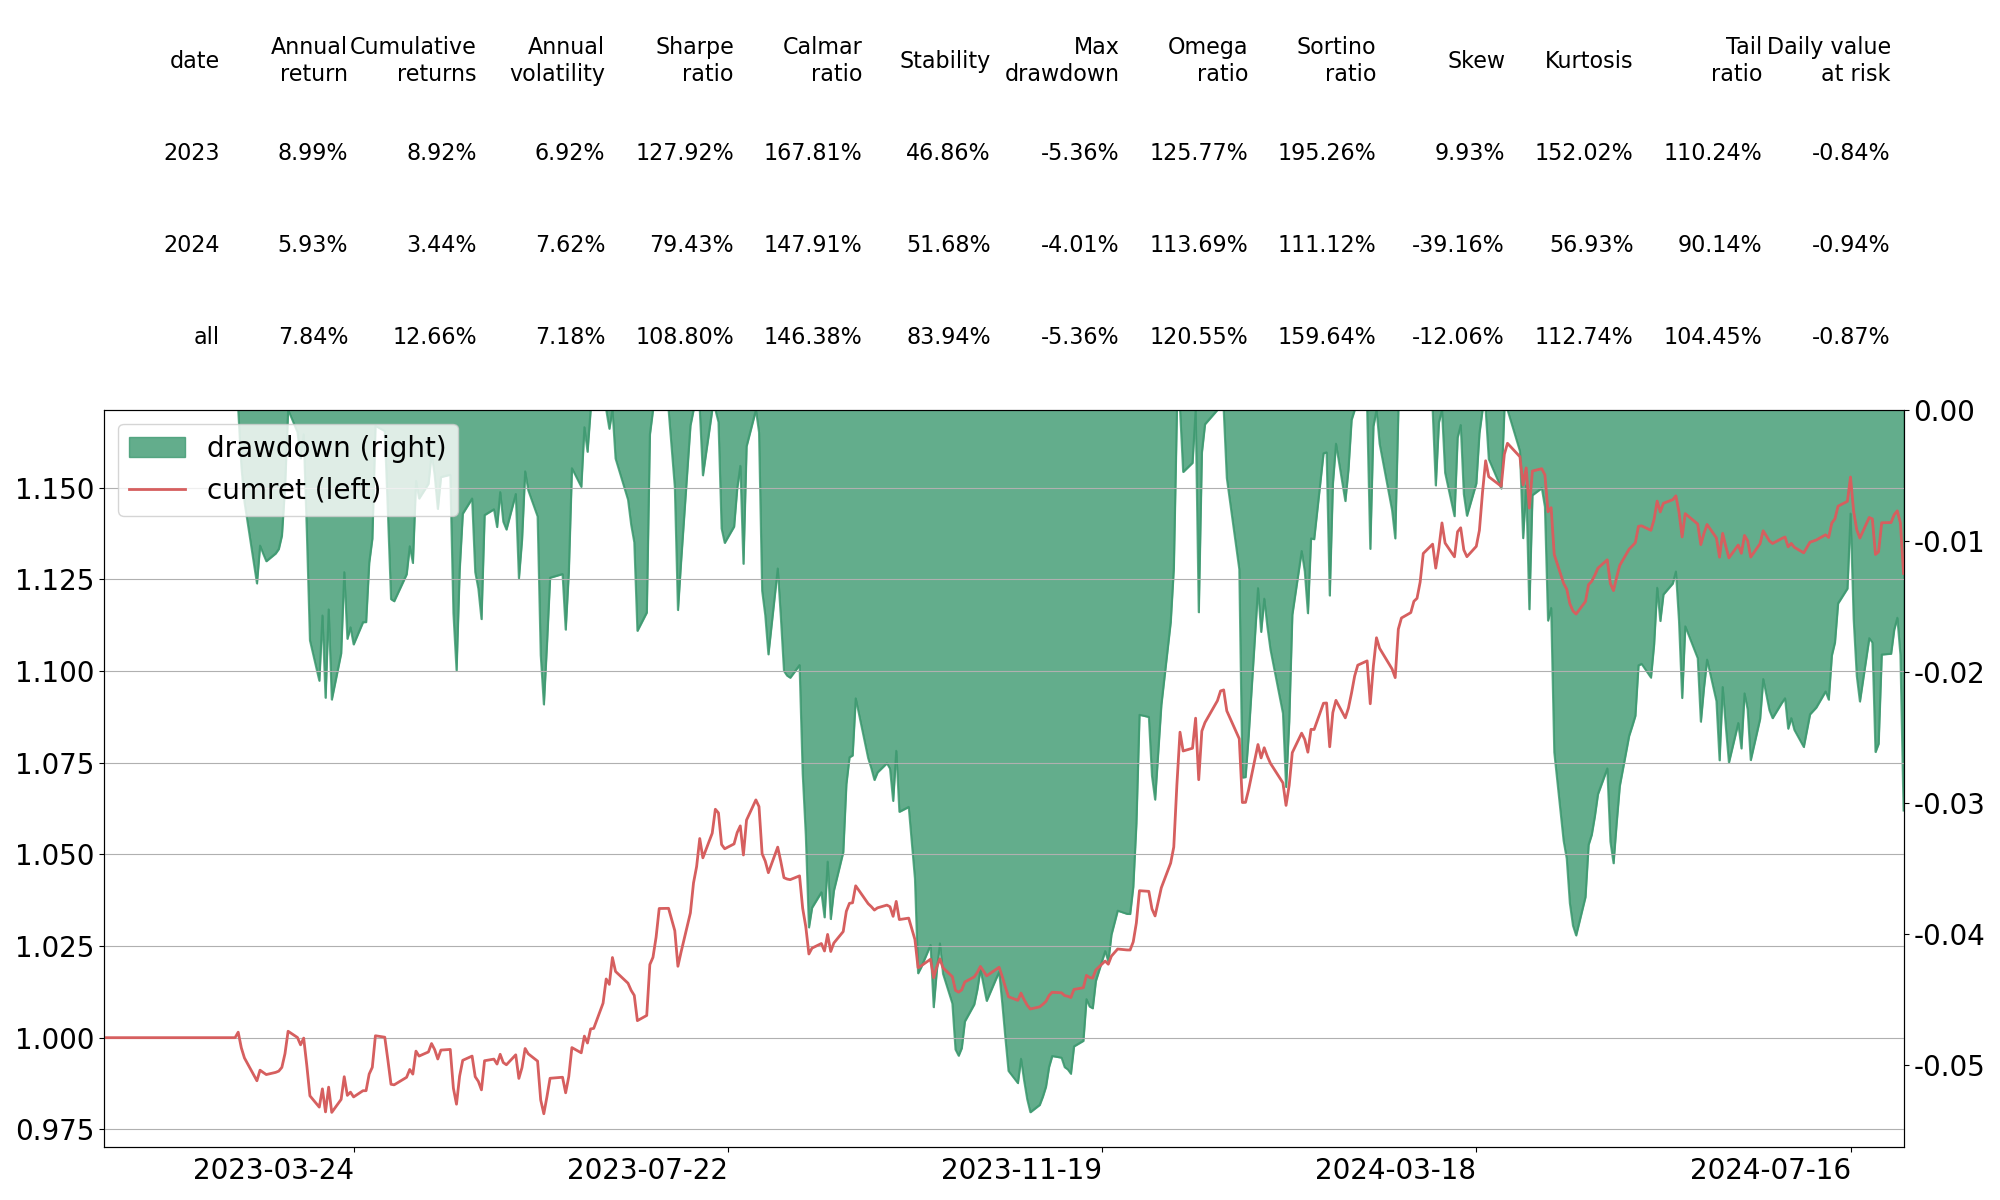 date Annual return Cumulative returns Annual volatility Sharpe ratio Calmar ratio Stability Max drawdown Omega ratio Sortino ratio Skew Kurtosis Tail ratio Daily value at risk
2023 8.99% 8.92% 6.92% 127.92% 167.81% 46.86% -5.36% 125.77% 195.26% 9.93% 152.02% 110.24% -0.84%
2024 5.93% 3.44% 7.62% 79.43% 147.91% 51.68% -4.01% 113.69% 111.12% -39.16% 56.93% 90.14% -0.94%
all 7.84% 12.66% 7.18% 108.80% 146.38% 83.94% -5.36% 120.55% 159.64% -12.06% 112.74% 104.45% -0.87%
drawdown (right)
cumret (left)
1.150
1.125
1.100
1.075
1.050
1.025
1.000
0.975
0.00
-0.01
-0.02
-0.03
-0.04
-0.05
2023-03-24 2023-07-22 2023-11-19 2024-03-18 2024-07-16